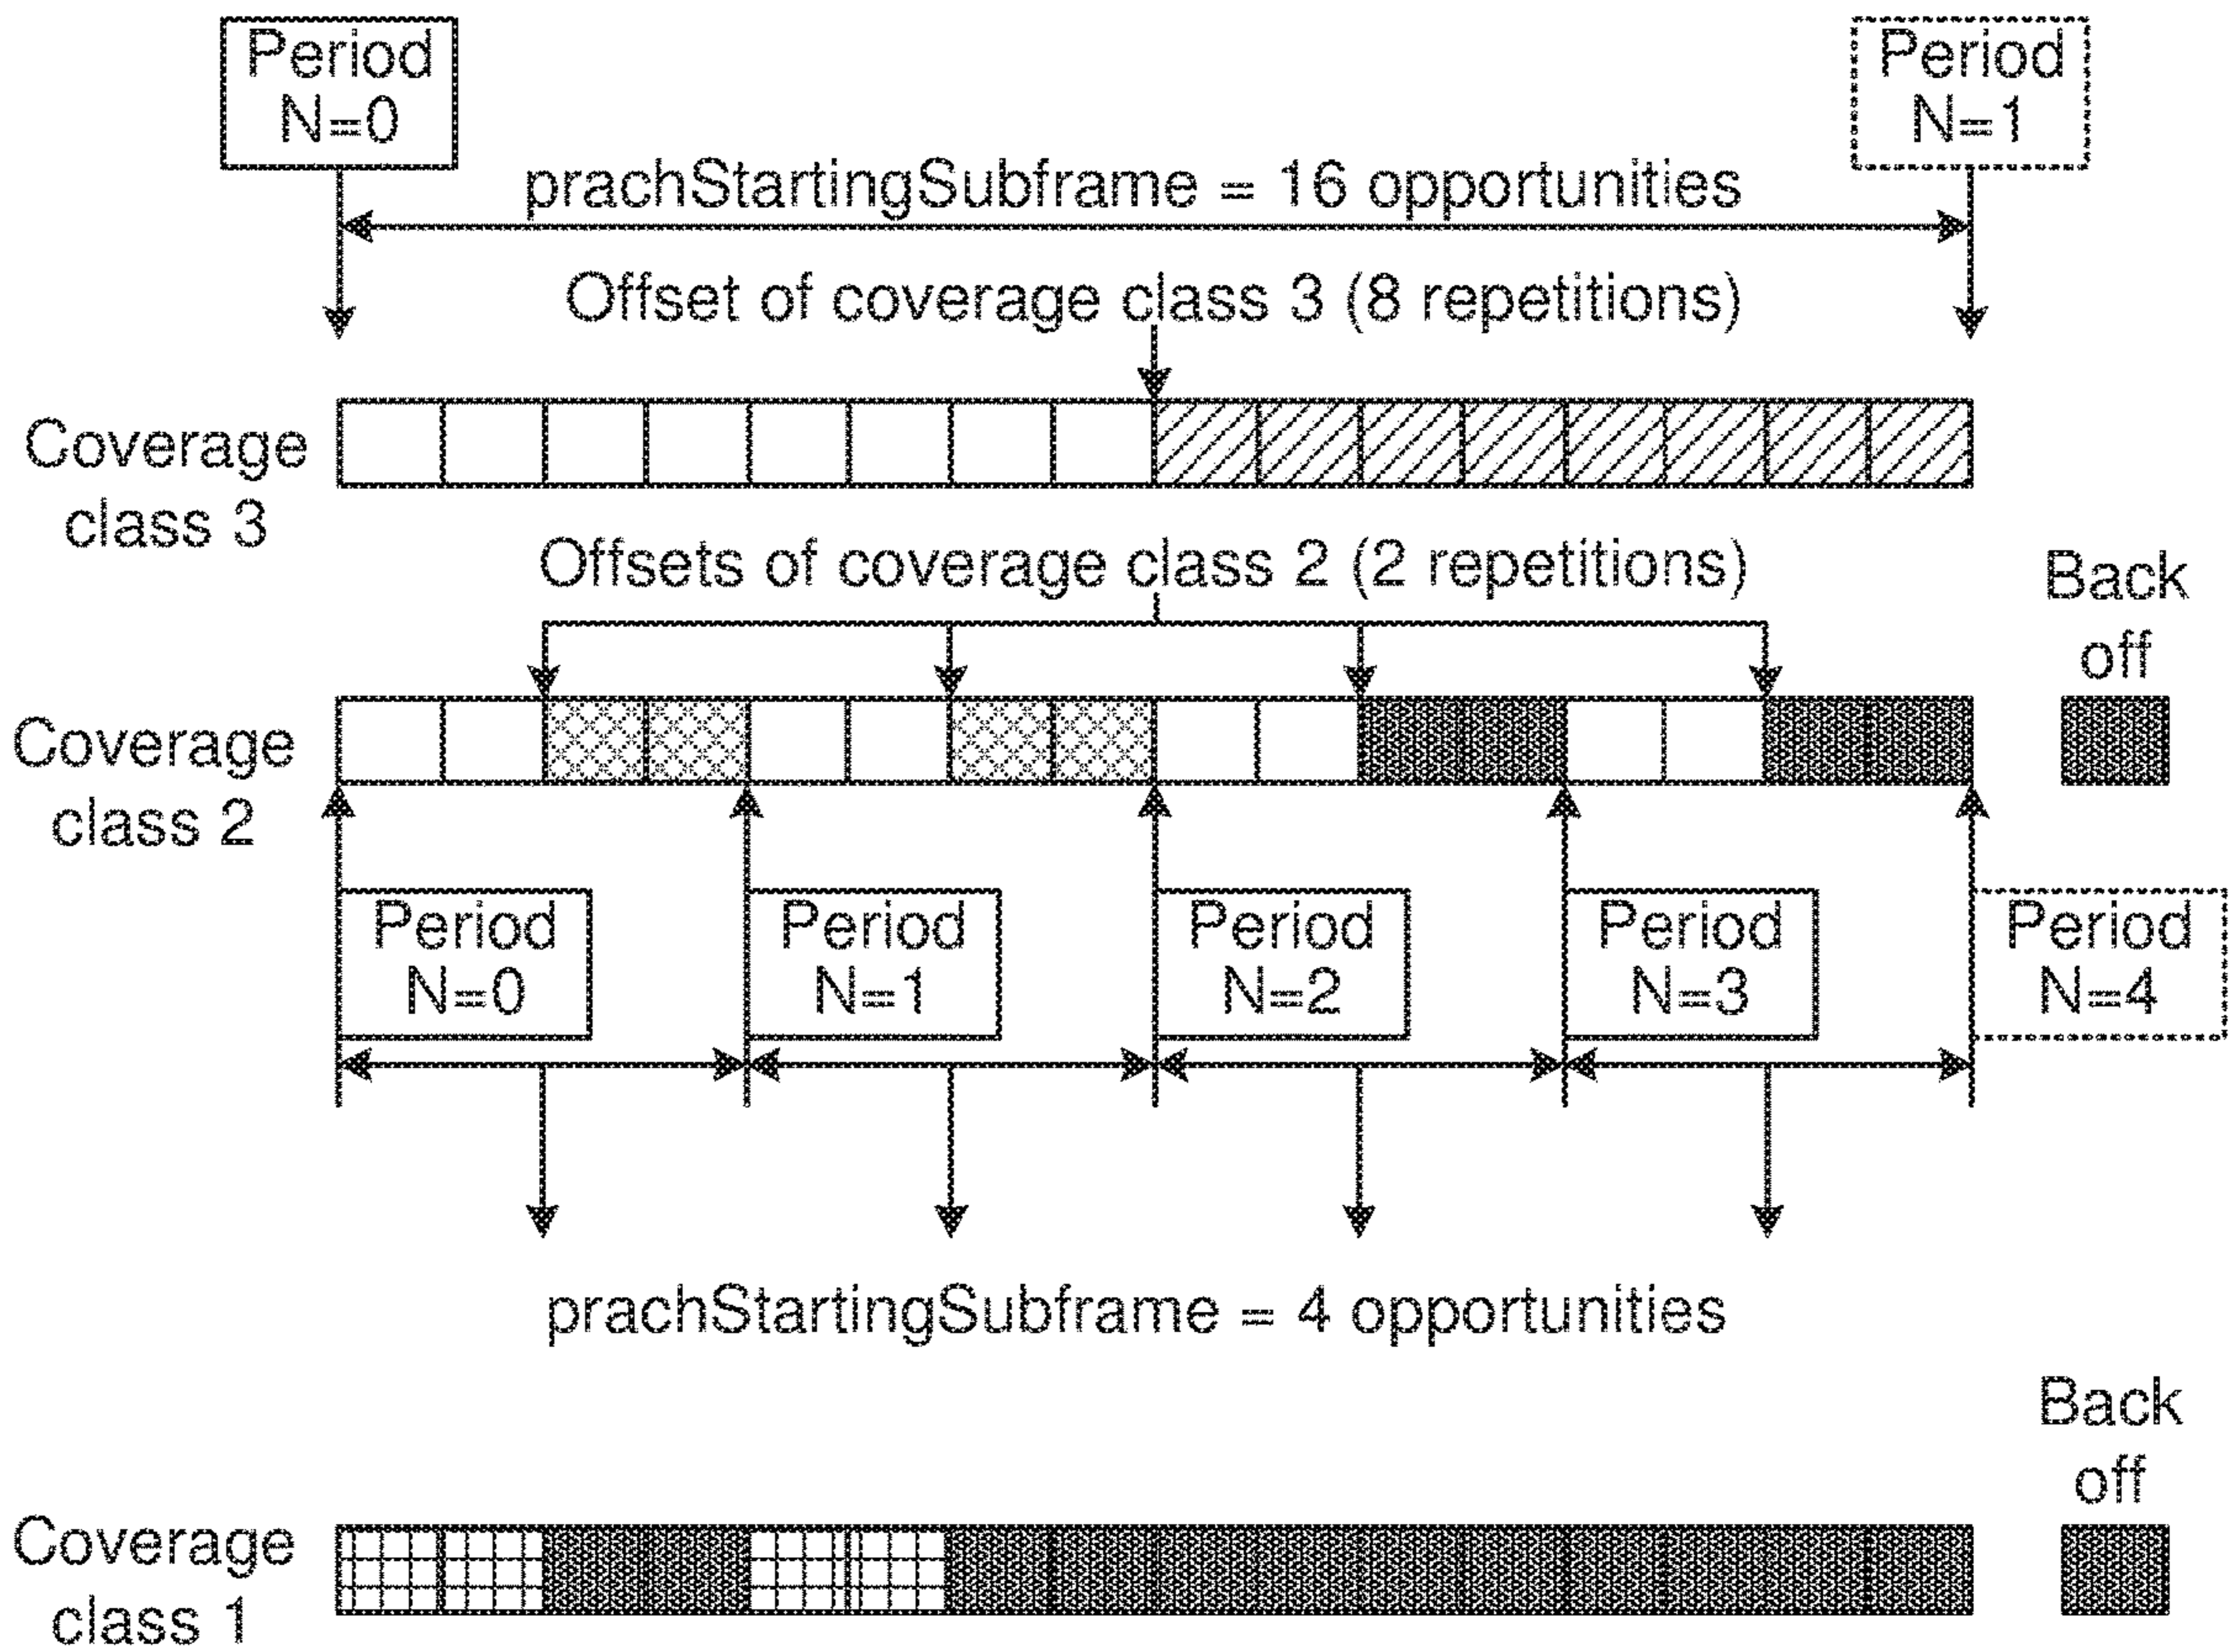 Period
N=0
Period
N=1
prachStartingSubframe = 16 opportunities
Offset of coverage class 3 (8 repetitions)
Coverage
class 3
Offsets of coverage class 2 (2 repetitions)
Back
off
Coverage
class 2
Period
N=0
Period
N=1
Period
N=2
Period
N=3
Period
N=4
prachStartingSubframe = 4 opportunities
Back
off
Coverage
class 1